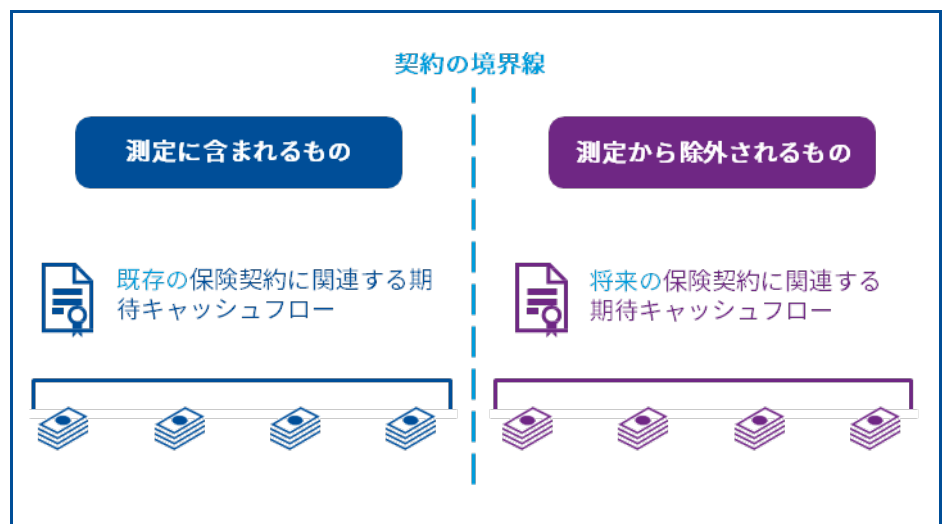 契約の境界線
測定に含まれるもの
測定から除外されるもの
既存の保険契約に関連する期
待キャッシュフロー
将来の保険契約に関連する
期待キャッシュフロー